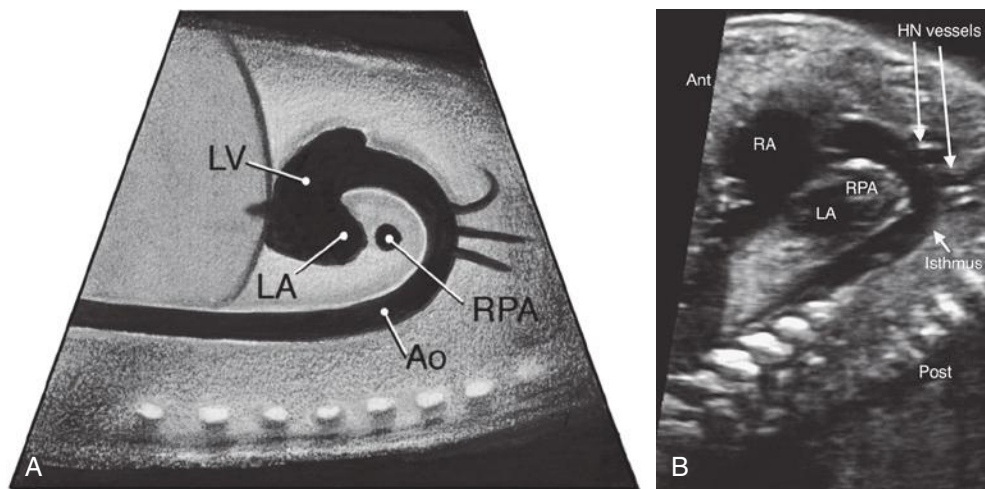 LV
LA
RPA
Ao
A
HN vessels
Ant
RA
RPA
LA
Isthmus
Post
B